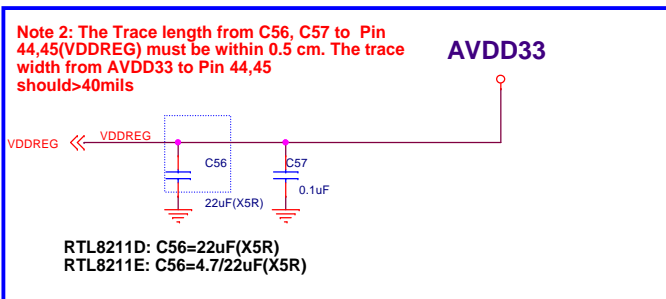 Note 2: The Trace length from C56, C57 to Pin
44,45(VDDREG) must be within 0.5 cm. The trace
width from AVDD33 to Pin 44,45
should>40mils
AVDD33
VDDREG
VDDREG
C56
C57
0.1uF
22uF(X5R)
RTL8211D: C56=22uF(X5R)
RTL8211E: C56=4.7/22uF(X5R)